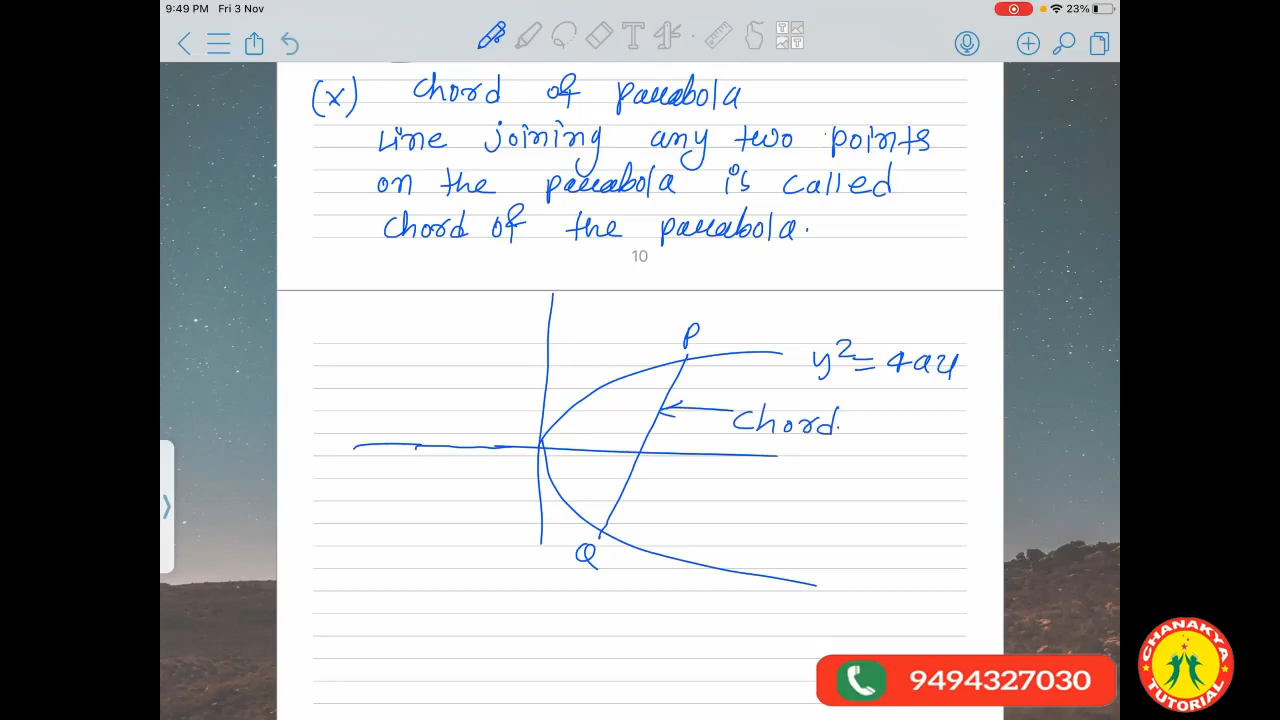 9:49 PM Fri 3 Nov
23%
(x) chord of parabola
Line joining any two points
on the parabola is called
chord of the parabola.
10
P
y²= 4ax
chord.
Q
CHANAKYA
TUTORIAL
9494327030